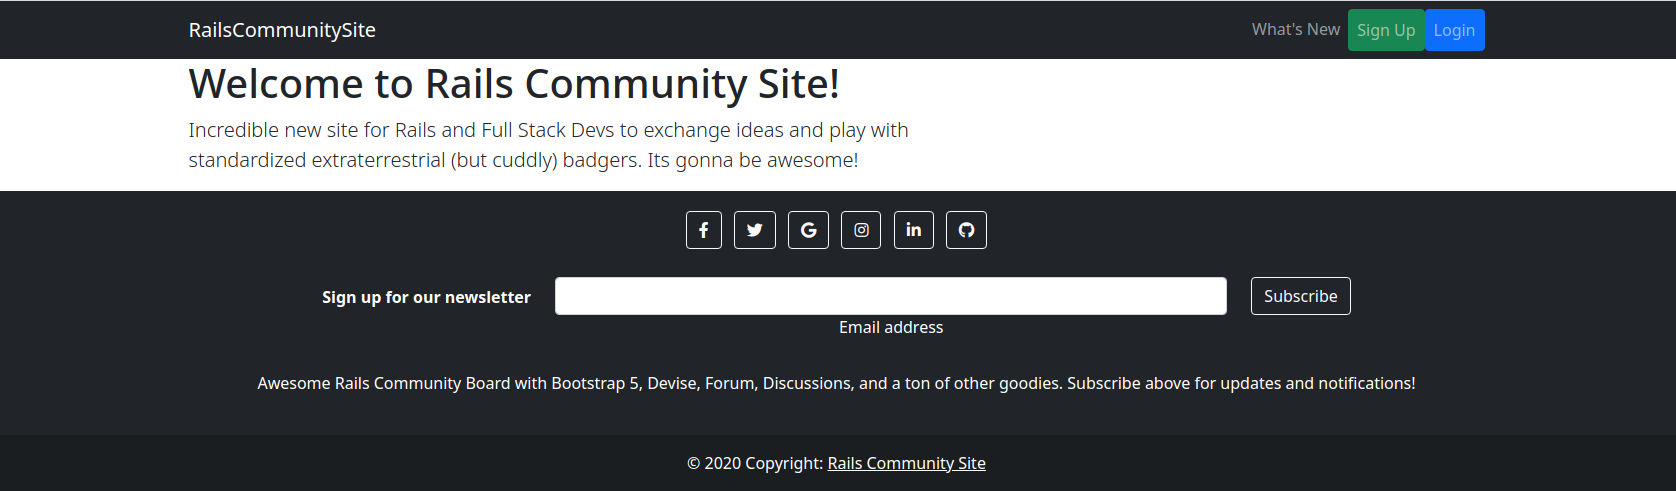 RailsCommunitySite What's New Sign Up Login
Welcome to Rails Community Site!
Incredible new site for Rails and Full Stack Devs to exchange ideas and play with
standardized extraterrestrial (but cuddly) badgers. Its gonna be awesome!
Sign up for our newsletter Subscribe
Email address
Awesome Rails Community Board with Bootstrap 5, Devise, Forum, Discussions, and a ton of other goodies. Subscribe above for updates and notifications!
© 2020 Copyright: Rails Community Site